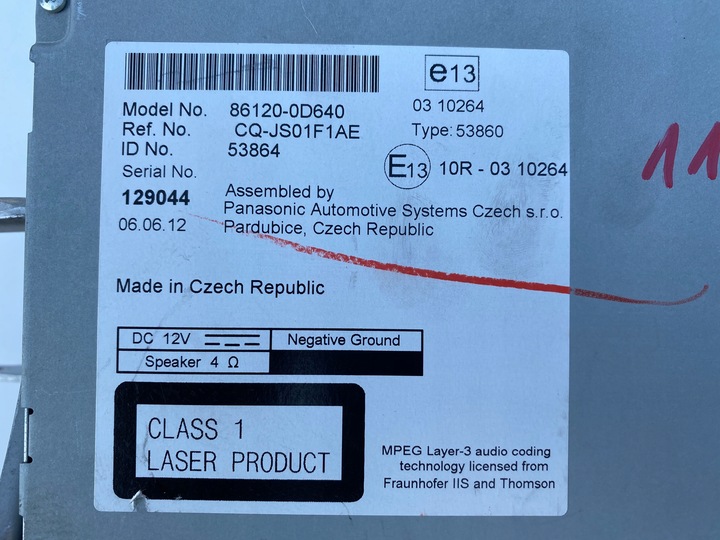 e13
Model No. 86120-0D640
03 10264
Ref. No. CQ-JS01F1AE
Type: 53860
ID No. 53864
E13 10R - 03 10264
Serial No.
129044
Assembled by
Panasonic Automotive Systems Czech s.r.o.
06.06.12
Pardubice, Czech Republic
Made in Czech Republic
DC 12V
Negative Ground
Speaker 4 Ω
CLASS 1
LASER PRODUCT
MPEG Layer-3 audio coding
technology licensed from
Fraunhofer IIS and Thomson
11